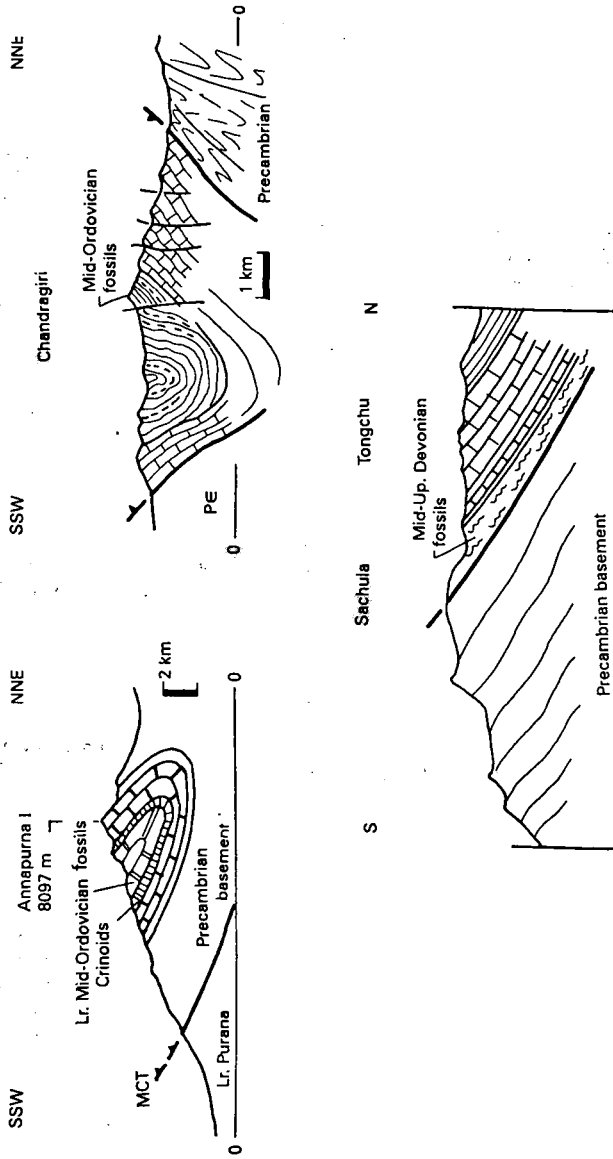 SSW
Annapurna I
8097 m
NNE
Lr. Mid-Ordovician fossils
Crinoids
2 km
MCT
Precambrian
basement
Lr. Purana
0
0
SSW
Chandragiri
NNE
Mid-Ordovician
fossils
1 km
PЄ
Precambrian
0
0
S
Sachula
Tongchu
N
Mid-Up. Devonian
fossils
Precambrian basement